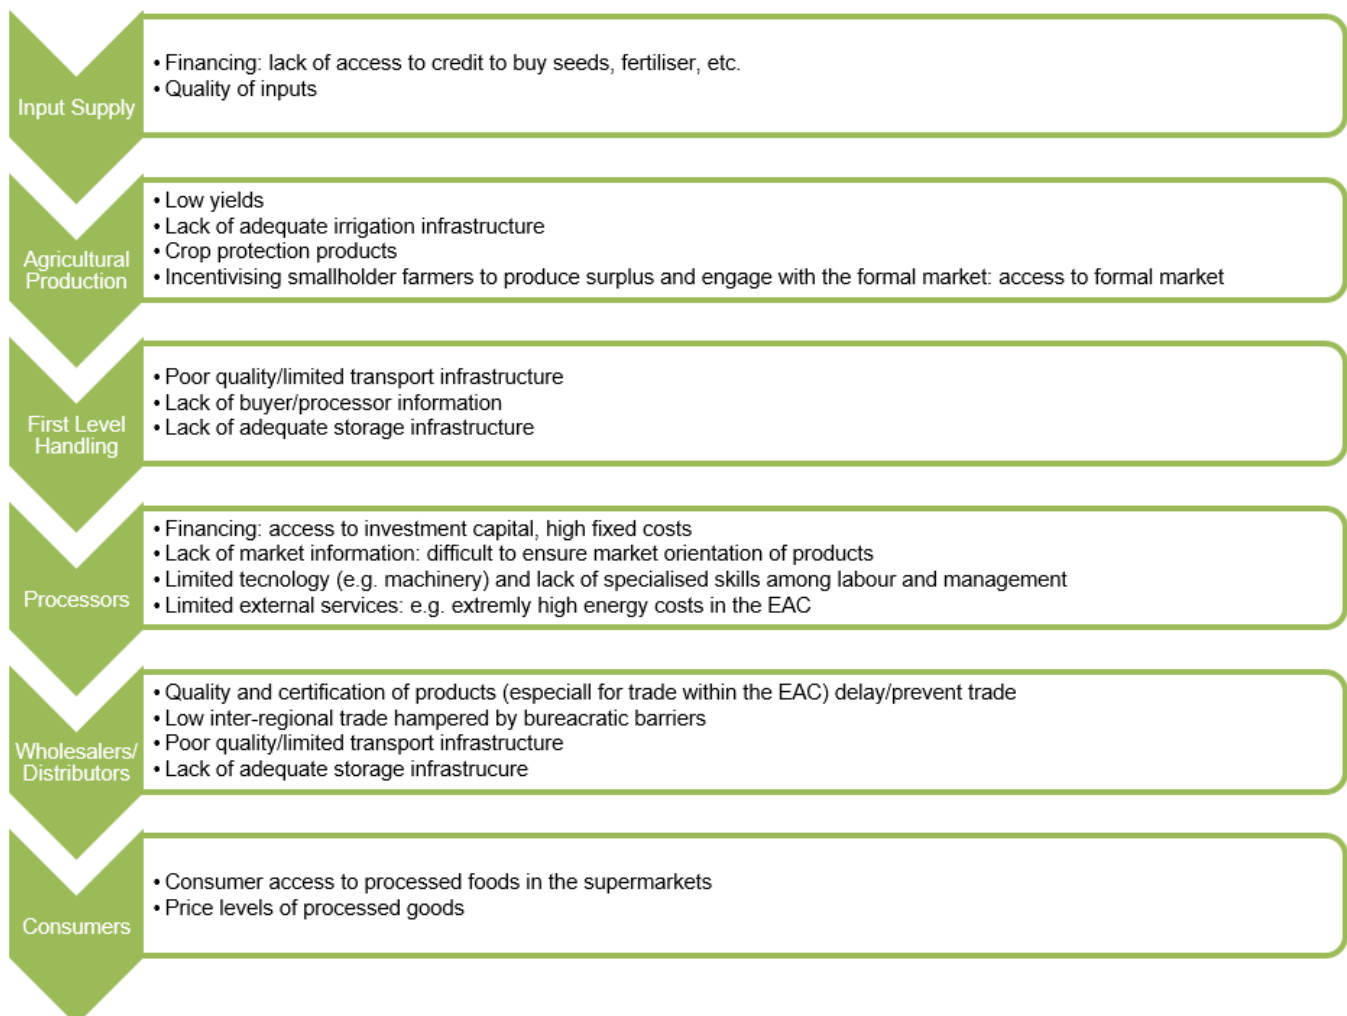 Input Supply
• Financing: lack of access to credit to buy seeds, fertiliser, etc.
• Quality of inputs
Agricultural
Production
• Low yields
• Lack of adequate irrigation infrastructure
• Crop protection products
• Incentivising smallholder farmers to produce surplus and engage with the formal market: access to formal market
First Level
Handling
• Poor quality/limited transport infrastructure
• Lack of buyer/processor information
• Lack of adequate storage infrastructure
Processors
• Financing: access to investment capital, high fixed costs
• Lack of market information: difficult to ensure market orientation of products
• Limited tecnology (e.g. machinery) and lack of specialised skills among labour and management
• Limited external services: e.g. extremly high energy costs in the EAC
Wholesalers/
Distributors
• Quality and certification of products (especiall for trade within the EAC) delay/prevent trade
• Low inter-regional trade hampered by bureacratic barriers
• Poor quality/limited transport infrastructure
• Lack of adequate storage infrastrucure
Consumers
• Consumer access to processed foods in the supermarkets
• Price levels of processed goods